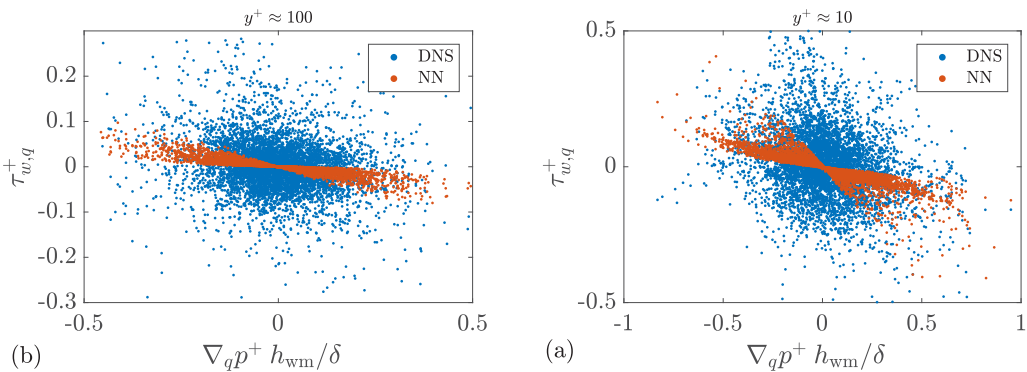 y⁺ ≈ 100
0.5
0.2
0.1
0
-0.1
-0.2
-0.3
τ⁺w,q
DNS
NN
-0.5 0 0.5
∇qp⁺ hwm/δ
(b)
y⁺ ≈ 10
0.5
0
-0.5
τ⁺w,q
DNS
NN
-1 -0.5 0 0.5 1
∇qp⁺ hwm/δ
(a)